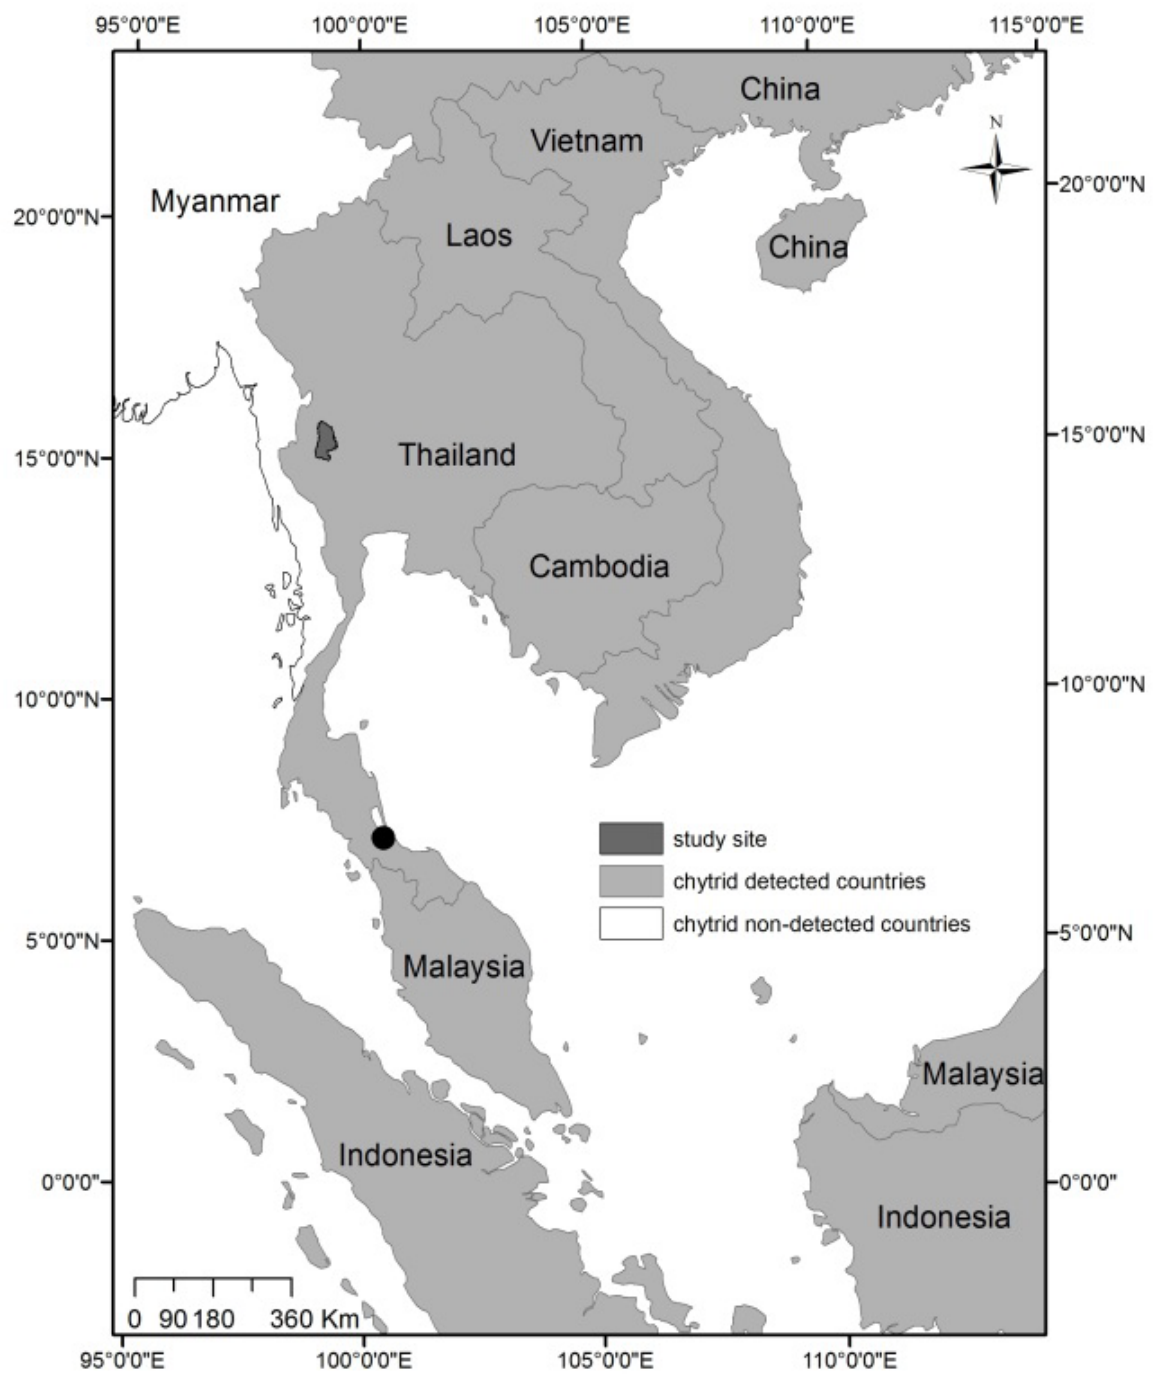 95°0'0"E 100°0'0"E 105°0'0"E 110°0'0"E 115°0'0"E
China
N
Vietnam
20°0'0"N
Myanmar
20°0'0"N
Laos
China
15°0'0"N
Thailand
15°0'0"N
Cambodia
10°0'0"N
10°0'0"N
study site
chytrid detected countries
chytrid non-detected countries
5°0'0"N
5°0'0"N
Malaysia
Malaysia
Indonesia
0°0'0"
0°0'0"
Indonesia
0 90 180 360 Km
95°0'0"E 100°0'0"E 105°0'0"E 110°0'0"E